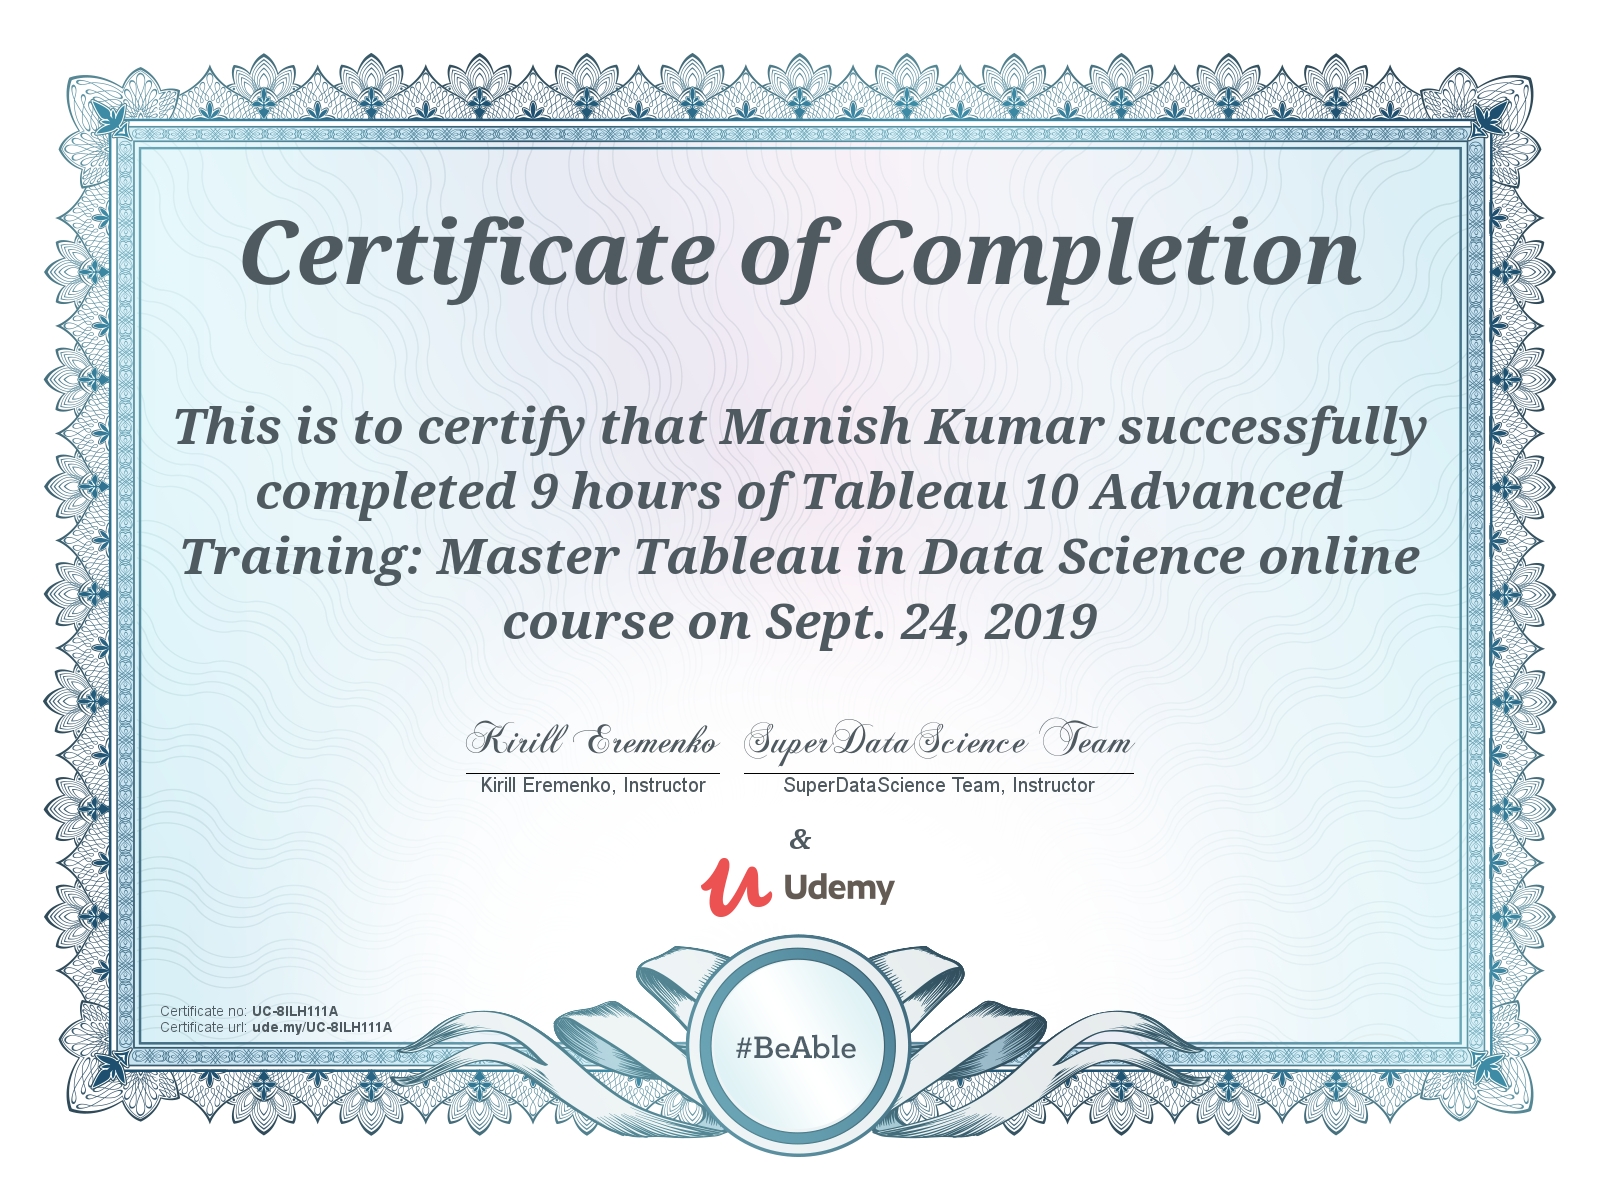 Certificate of Completion
This is to certify that Manish Kumar successfully
completed 9 hours of Tableau 10 Advanced
Training: Master Tableau in Data Science online
course on Sept. 24, 2019
Kirill Eremenko SuperDataScience Team
Kirill Eremenko, Instructor SuperDataScience Team, Instructor
&
Udemy
Certificate no: UC-8ILH111A
Certificate url: ude.my/UC-8ILH111A
#BeAble